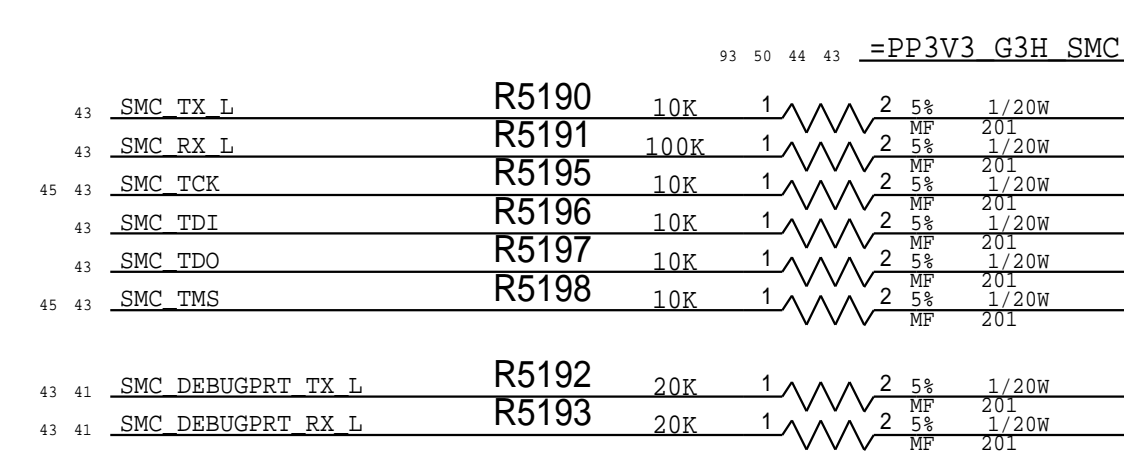 93 50 44 43 =PP3V3_G3H_SMC
43 SMC_TX_L R5190 10K 1 2 5% 1/20W
MF 201
43 SMC_RX_L R5191 100K 1 2 5% 1/20W
MF 201
45 43 SMC_TCK R5195 10K 1 2 5% 1/20W
MF 201
43 SMC_TDI R5196 10K 1 2 5% 1/20W
MF 201
43 SMC_TDO R5197 10K 1 2 5% 1/20W
MF 201
45 43 SMC_TMS R5198 10K 1 2 5% 1/20W
MF 201
43 41 SMC_DEBUGPRT_TX_L R5192 20K 1 2 5% 1/20W
MF 201
43 41 SMC_DEBUGPRT_RX_L R5193 20K 1 2 5% 1/20W
MF 201